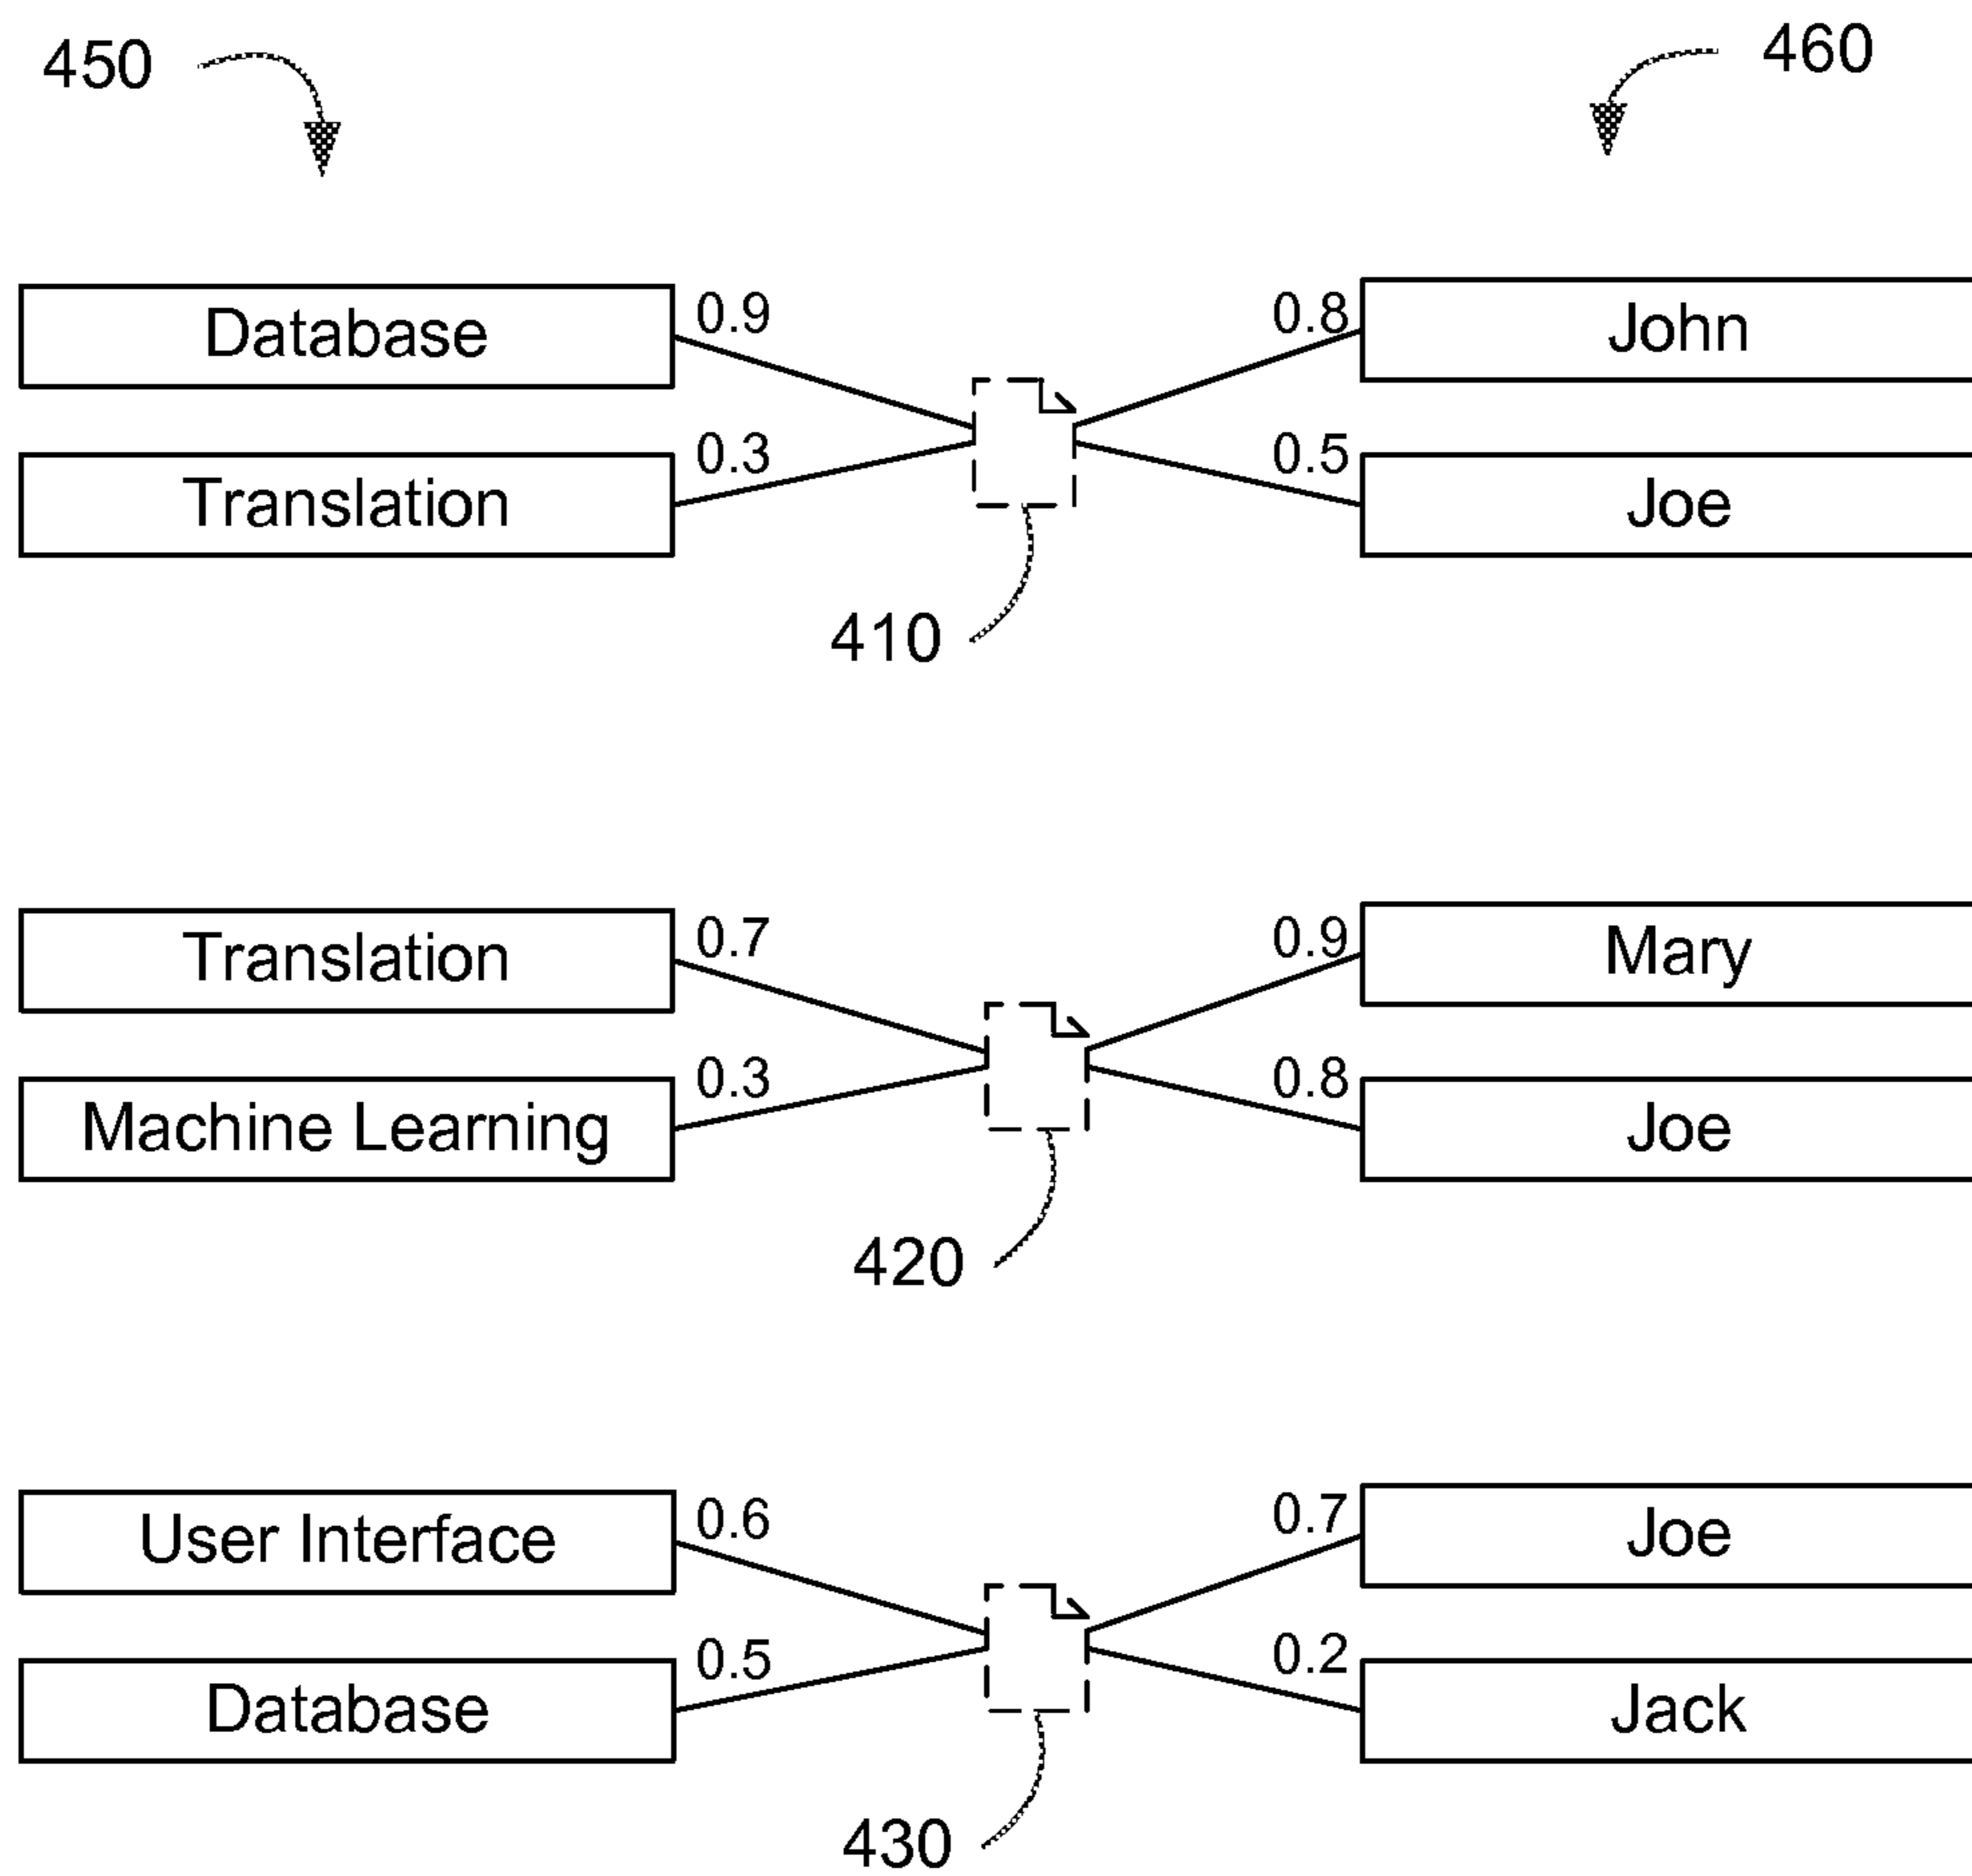 450
460
Database
0.9
0.8
John
Translation
0.3
0.5
Joe
410
Translation
0.7
0.9
Mary
Machine Learning
0.3
0.8
Joe
420
User Interface
0.6
0.7
Joe
Database
0.5
0.2
Jack
430